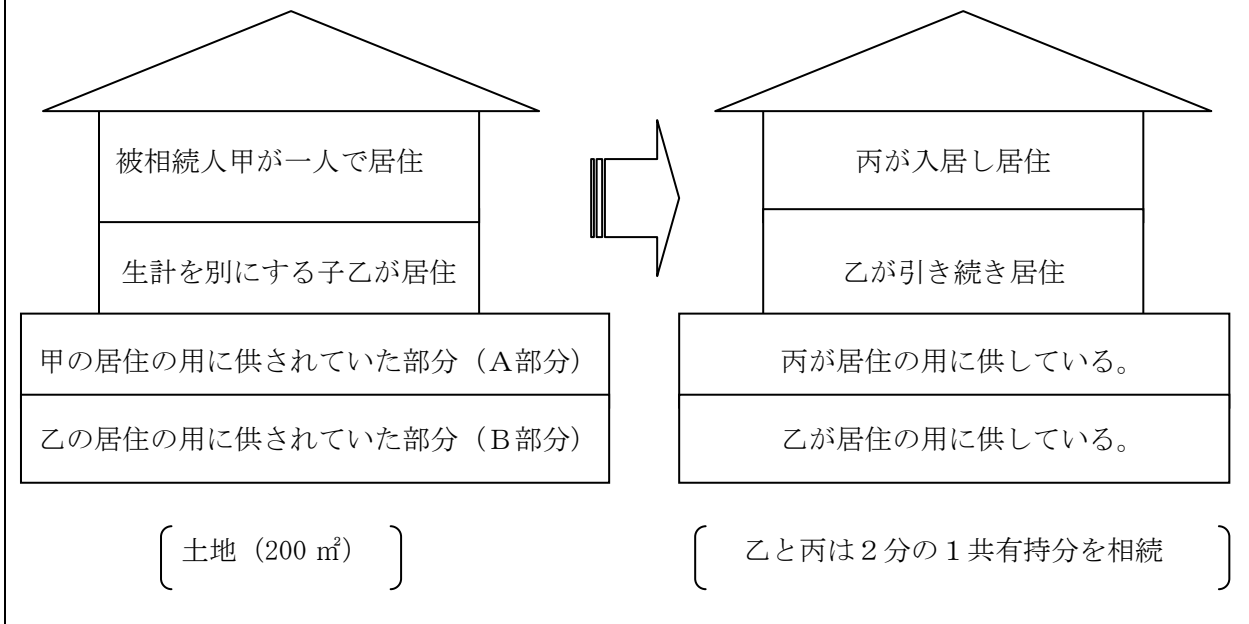 被相続人甲が一人で居住
生計を別にする子乙が居住
甲の居住の用に供されていた部分（A部分）
乙の居住の用に供されていた部分（B部分）
土地（200 ㎡）
丙が入居し居住
乙が引き続き居住
丙が居住の用に供している。
乙が居住の用に供している。
乙と丙は２分の１共有持分を相続